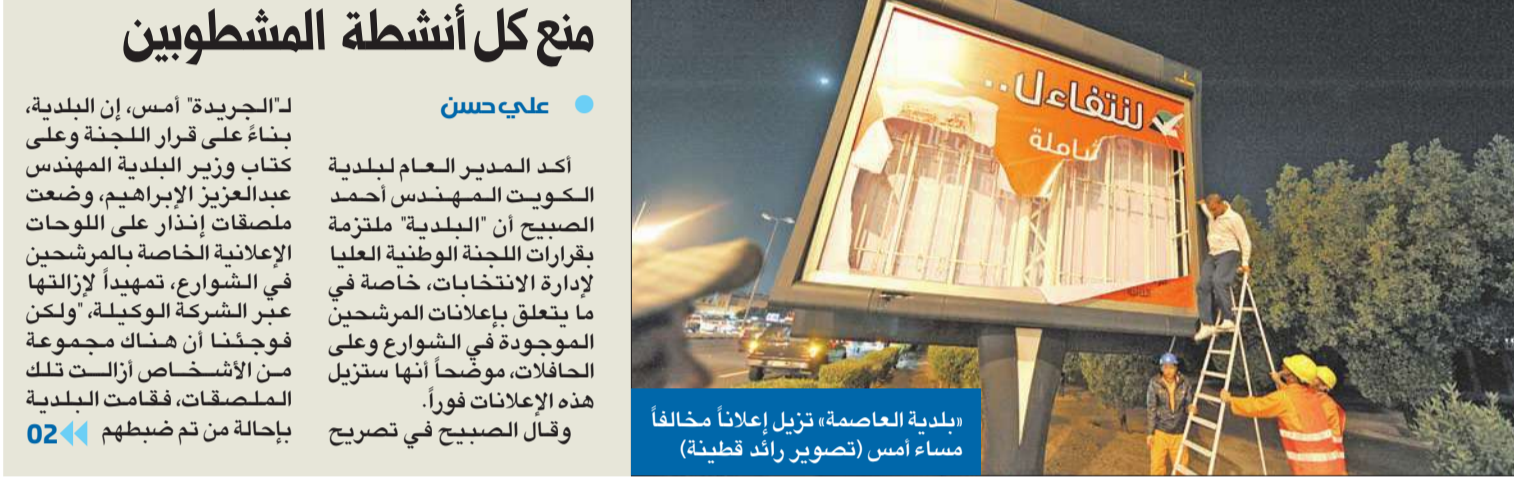 منع كل أنشطة المشطوبين
● علي حسن
أكد المدير العام لبلدية
الكويت المهندس أحمد
الصبيح أن "البلدية" ملتزمة
بقرارات اللجنة الوطنية العليا
لإدارة الانتخابات، خاصة في
ما يتعلق بإعلانات المرشحين
الموجودة في الشوارع وعلى
الحافلات، موضحاً أنها ستزيل
هذه الإعلانات فوراً.
وقال الصبيح في تصريح
لـ"الجريدة" أمس، إن البلدية،
بناءً على قرار اللجنة وعلى
كتاب وزير البلدية المهندس
عبدالعزيز الإبراهيم، وضعت
ملصقات إنذار على اللوحات
الإعلانية الخاصة بالمرشحين
في الشوارع، تمهيداً لإزالتها
عبر الشركة الوكيلة، "ولكن
فوجئنا أن هناك مجموعة
من الأشخاص أزالت تلك
الملصقات، فقامت البلدية
بإحالة من تم ضبطهم 02
لنتفاءل..
شاملة
«بلدية العاصمة» تزيل إعلاناً مخالفاً
مساء أمس (تصوير رائد قطينة)